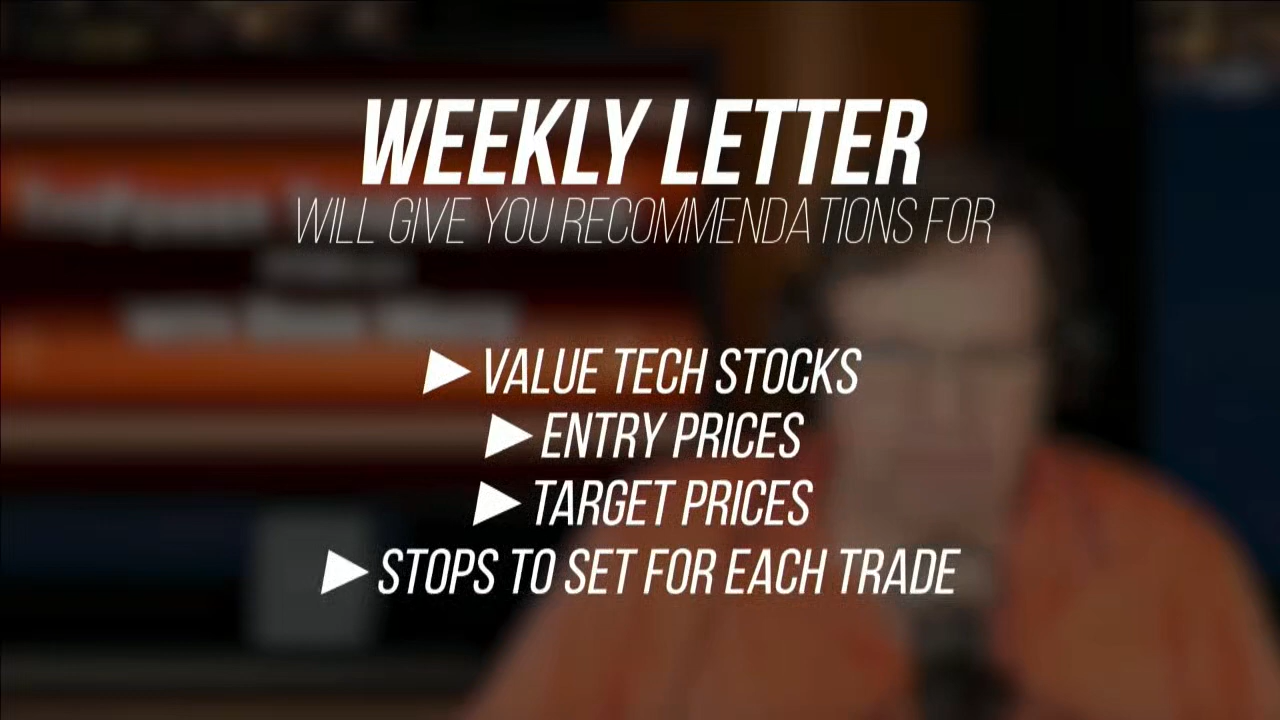 WEEKLY LETTER
WILL GIVE YOU RECOMMENDATIONS FOR
▶ VALUE TECH STOCKS
▶ ENTRY PRICES
▶ TARGET PRICES
▶ STOPS TO SET FOR EACH TRADE